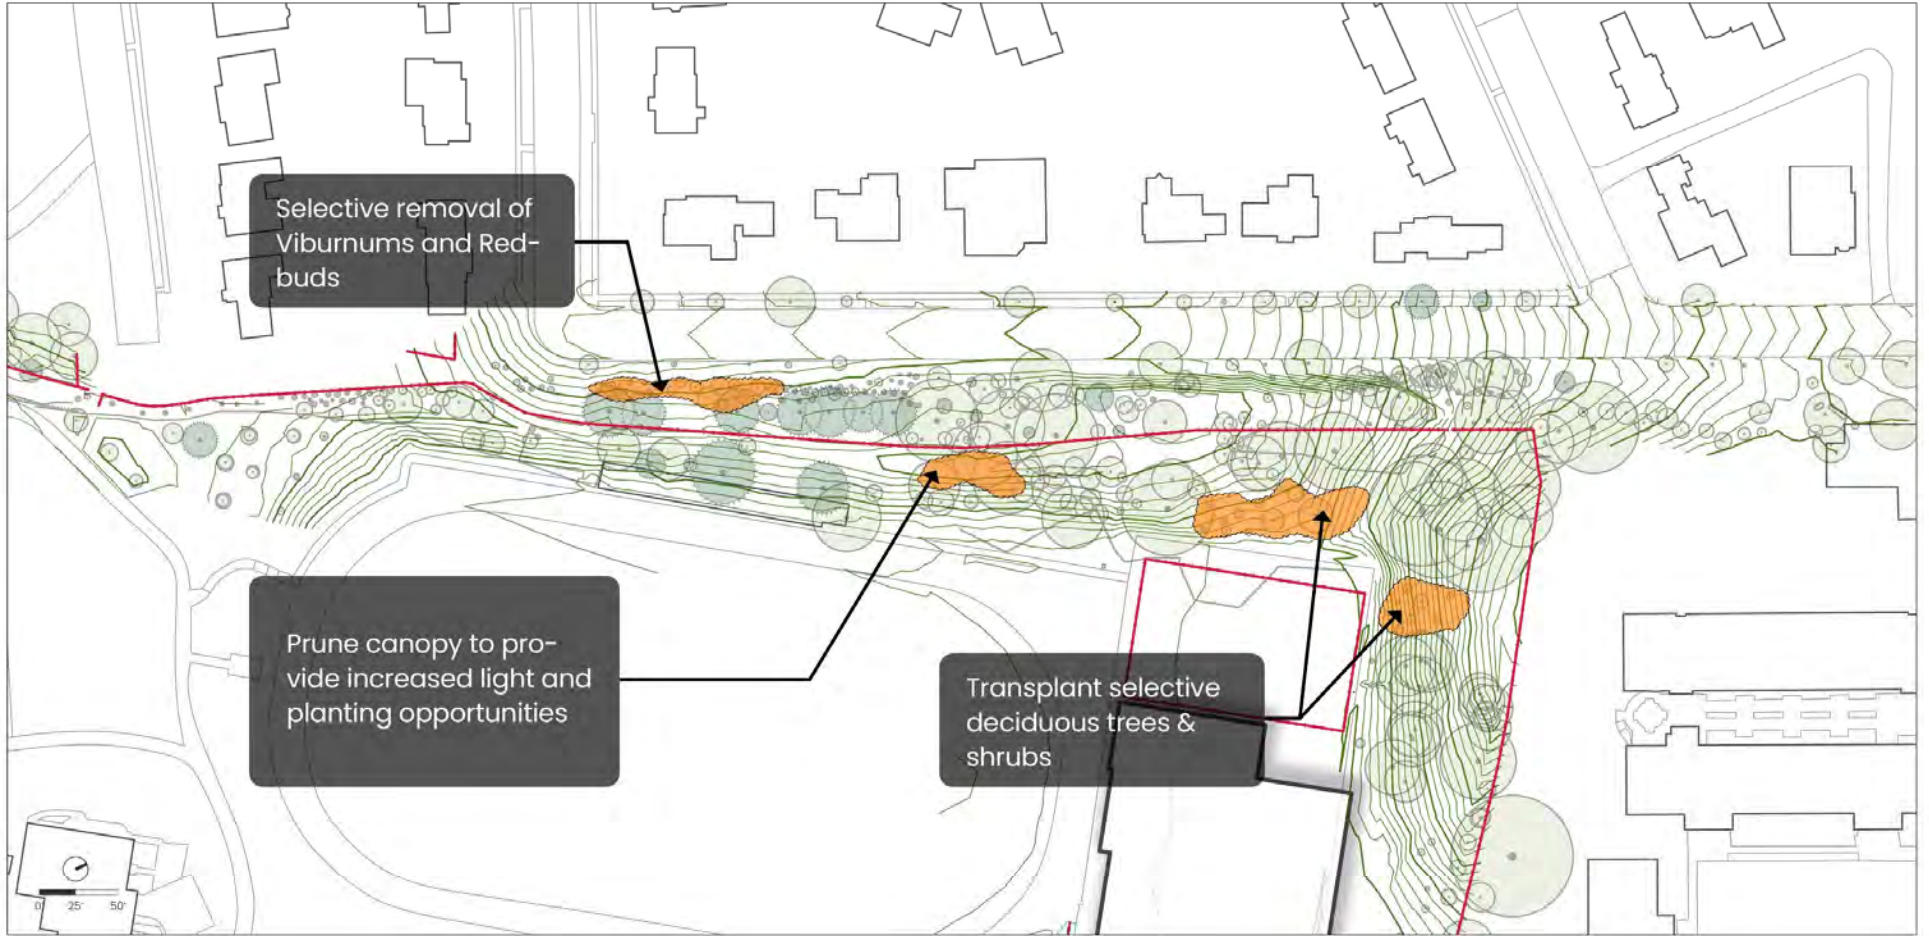 Selective removal of
Viburnums and Red-
buds
Prune canopy to pro-
vide increased light and
planting opportunities
Transplant selective
deciduous trees &
shrubs
0' 25' 50'